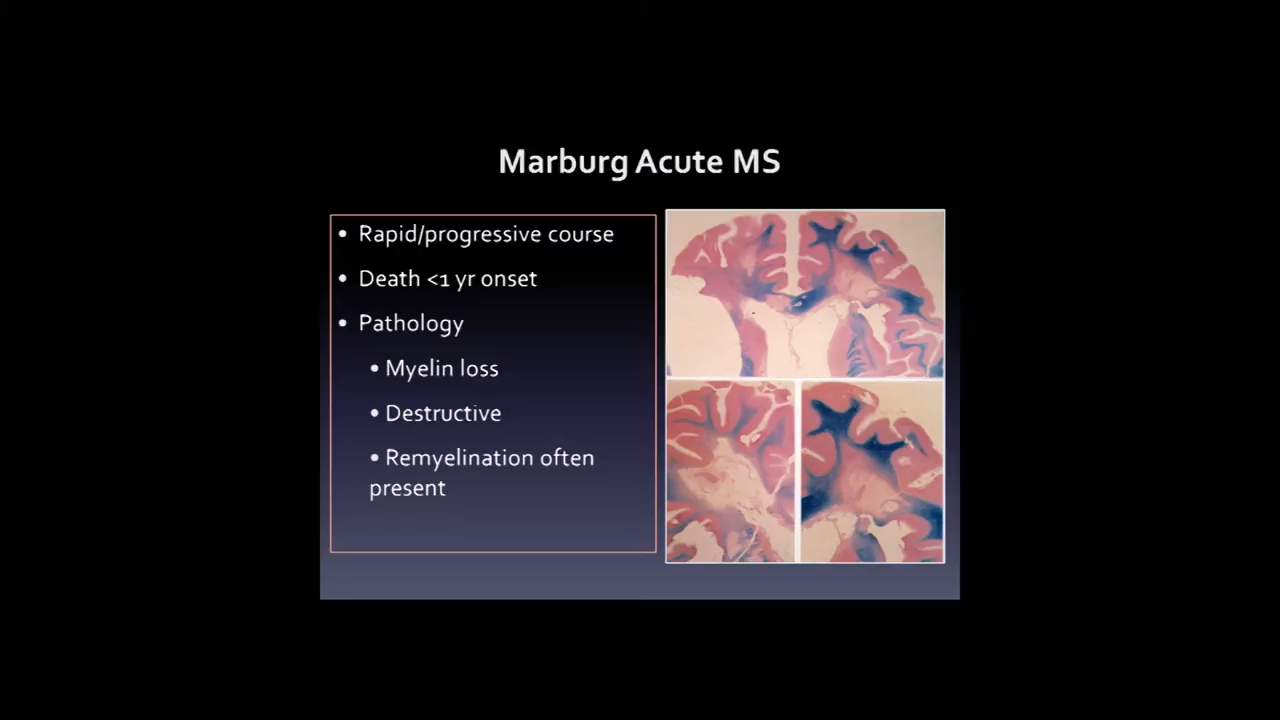 Marburg Acute MS
• Rapid/progressive course
• Death <1 yr onset
• Pathology
• Myelin loss
• Destructive
• Remyelination often
present